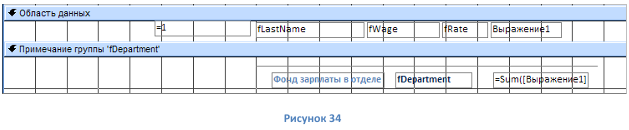 Область данных
=1 fLastName fWage fRate Выражение1
Примечание группы 'fDepartment'
Фонд зарплаты в отделе fDepartment =Sum([Выражение1]
Рисунок 34